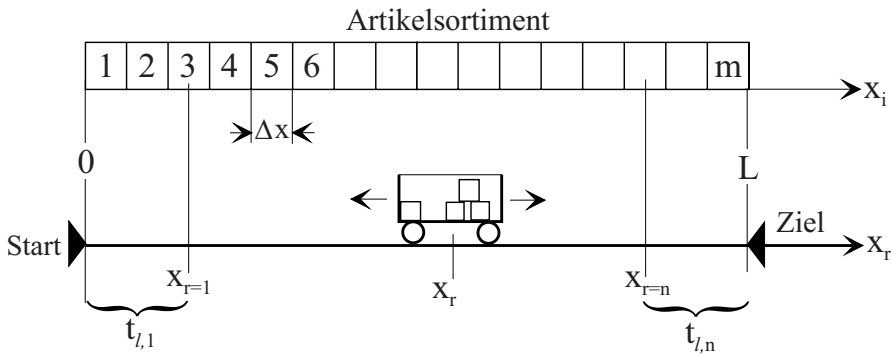 Artikelsortiment
1 2 3 4 5 6 m
x_i
Δx
0 L
Start Ziel
x_r=1 x_r x_r=n x_r
t_l,1 t_l,n